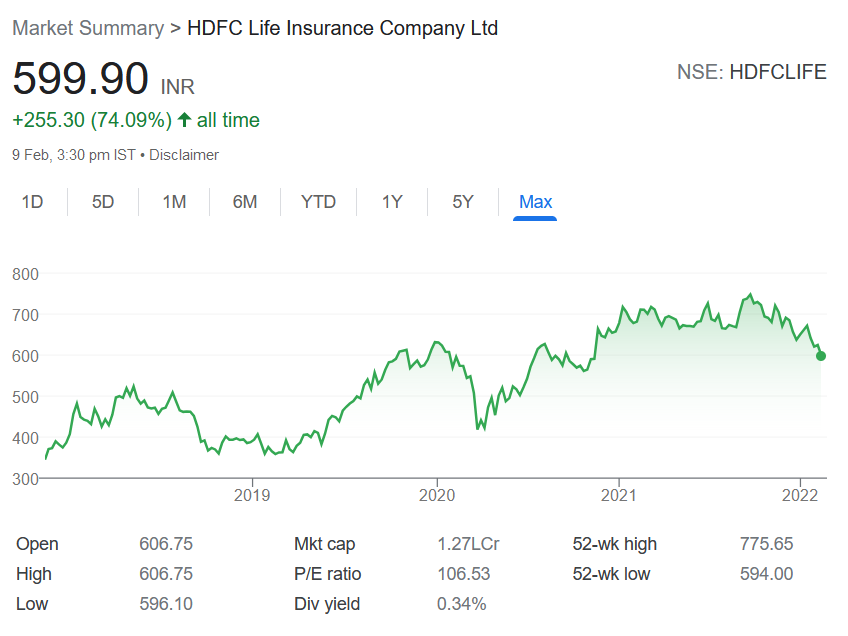 Market Summary > HDFC Life Insurance Company Ltd
599.90 INR
NSE: HDFCLIFE
+255.30 (74.09%) ↑ all time
9 Feb, 3:30 pm IST • Disclaimer
1D 5D 1M 6M YTD 1Y 5Y Max
800
700
600
500
400
300
2019 2020 2021 2022
Open 606.75 Mkt cap 1.27LCr 52-wk high 775.65
High 606.75 P/E ratio 106.53 52-wk low 594.00
Low 596.10 Div yield 0.34%